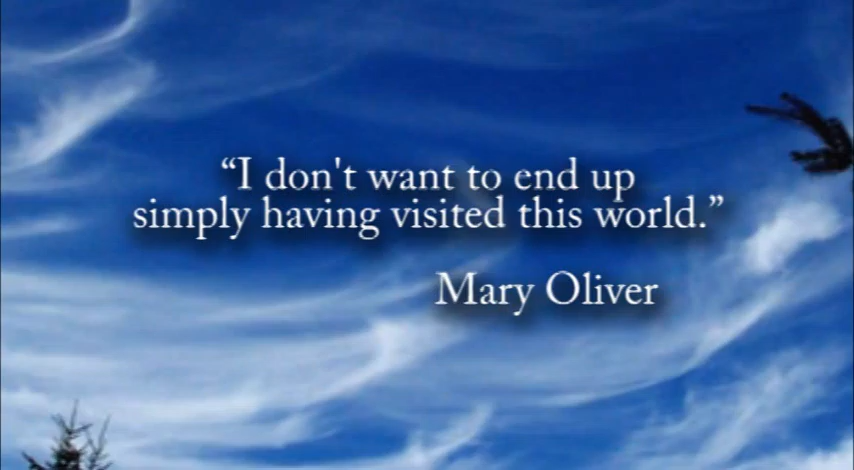 “I don't want to end up
simply having visited this world.”
Mary Oliver